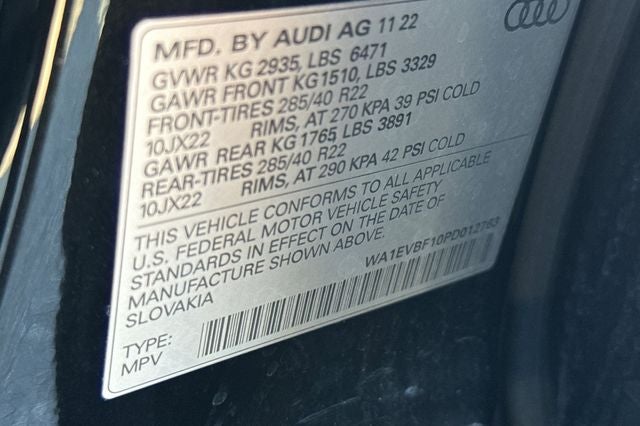 MFD. BY AUDI AG 11 22
GVWR KG 2935, LBS 6471
GAWR FRONT KG1510, LBS 3329
FRONT-TIRES 285/40 R22
10JX22 RIMS, AT 270 KPA 39 PSI COLD
GAWR REAR KG 1765 LBS 3891
REAR-TIRES 285/40 R22
10JX22 RIMS, AT 290 KPA 42 PSI COLD
THIS VEHICLE CONFORMS TO ALL APPLICABLE
U.S. FEDERAL MOTOR VEHICLE SAFETY
STANDARDS IN EFFECT ON THE DATE OF
MANUFACTURE SHOWN ABOVE.
SLOVAKIA WA1EVBF10PD012763
TYPE:
MPV